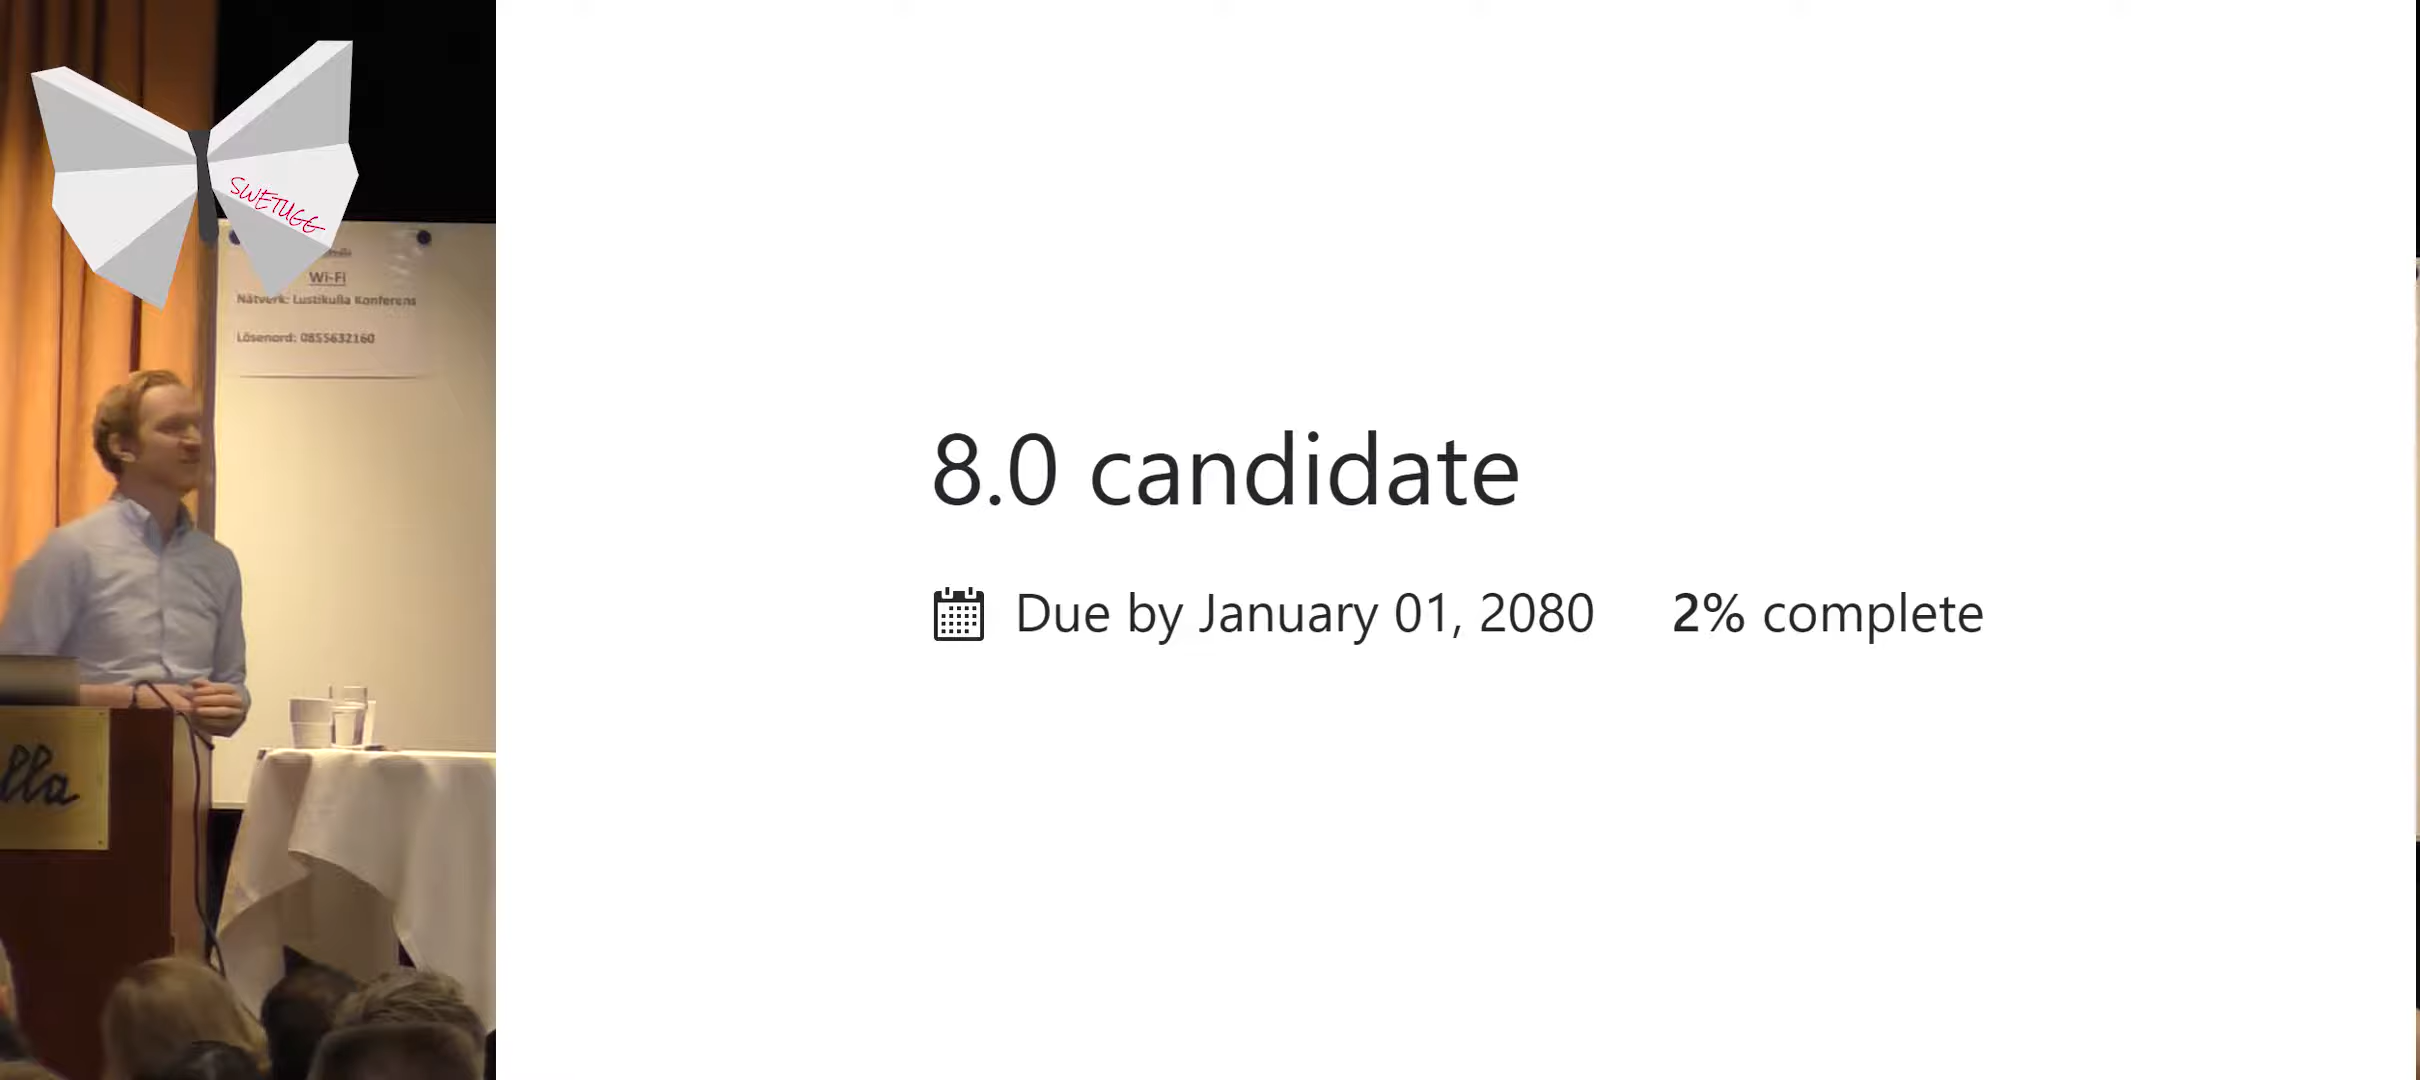 SWETUGG
Wi-Fi
Nätverk: Lustikulla Konferens
Lösenord: 0855632160
lla
8.0 candidate
Due by January 01, 2080 2% complete